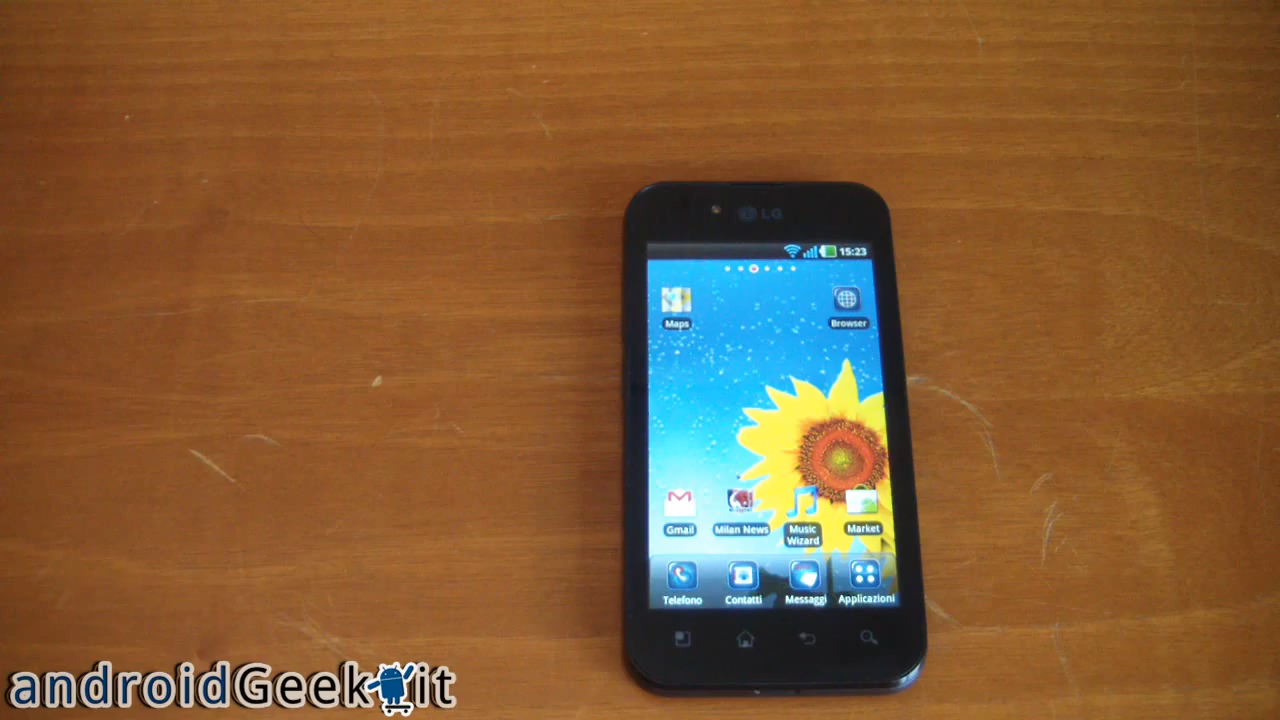 LG
15:23
Maps
Browser
Gmail
Milan News
Music Wizard
Market
Telefono
Contatti
Messaggi
Applicazioni
androidGeek it